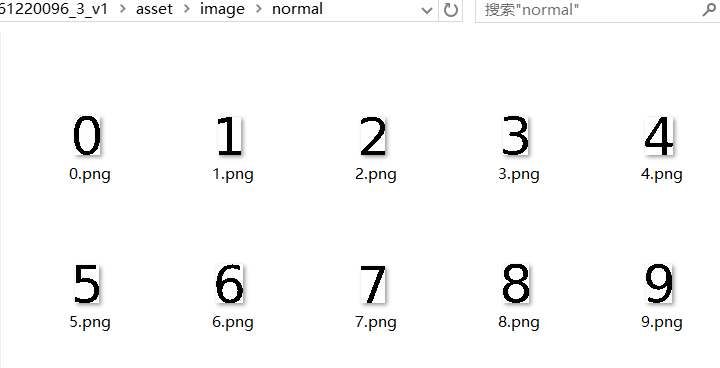 61220096_3_v1 > asset > image > normal
搜索"normal"
0 1 2 3 4
0.png 1.png 2.png 3.png 4.png
5 6 7 8 9
5.png 6.png 7.png 8.png 9.png